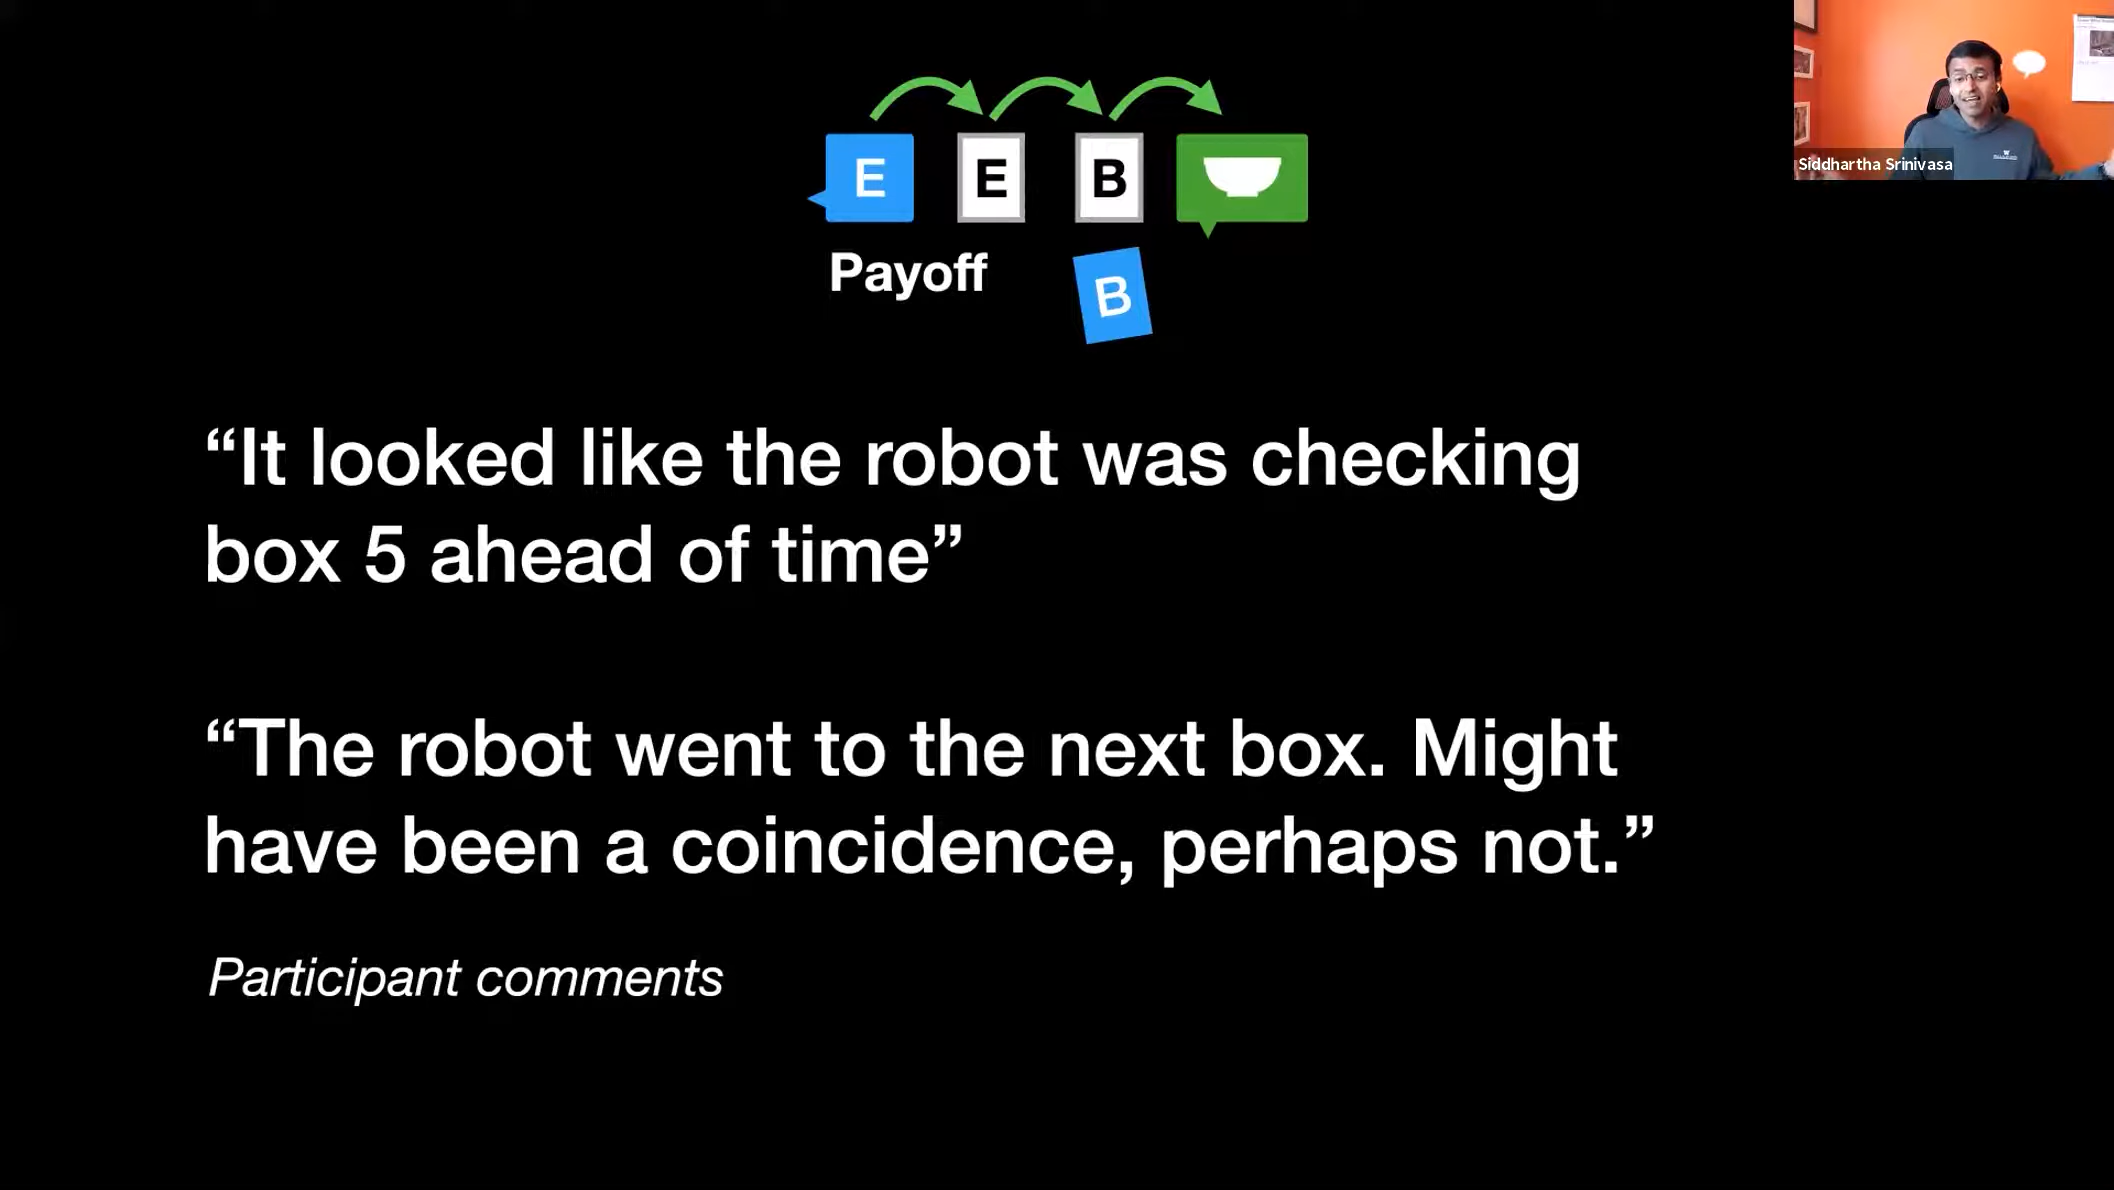 E E B
Payoff
B
“It looked like the robot was checking
box 5 ahead of time”
“The robot went to the next box. Might
have been a coincidence, perhaps not.”
Participant comments
Siddhartha Srinivasa